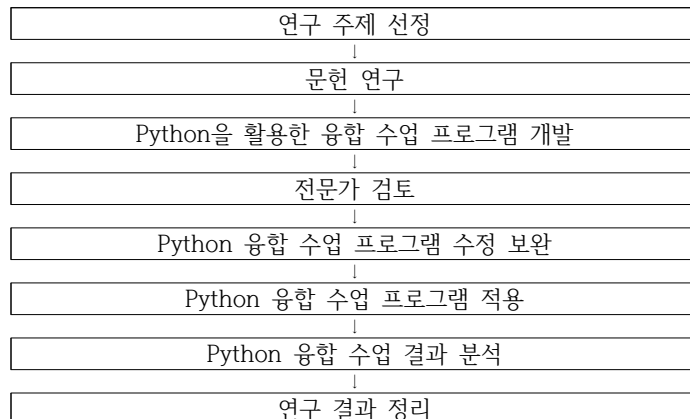 연구 주제 선정
↓
문헌 연구
↓
Python을 활용한 융합 수업 프로그램 개발
↓
전문가 검토
↓
Python 융합 수업 프로그램 수정 보완
↓
Python 융합 수업 프로그램 적용
↓
Python 융합 수업 결과 분석
↓
연구 결과 정리